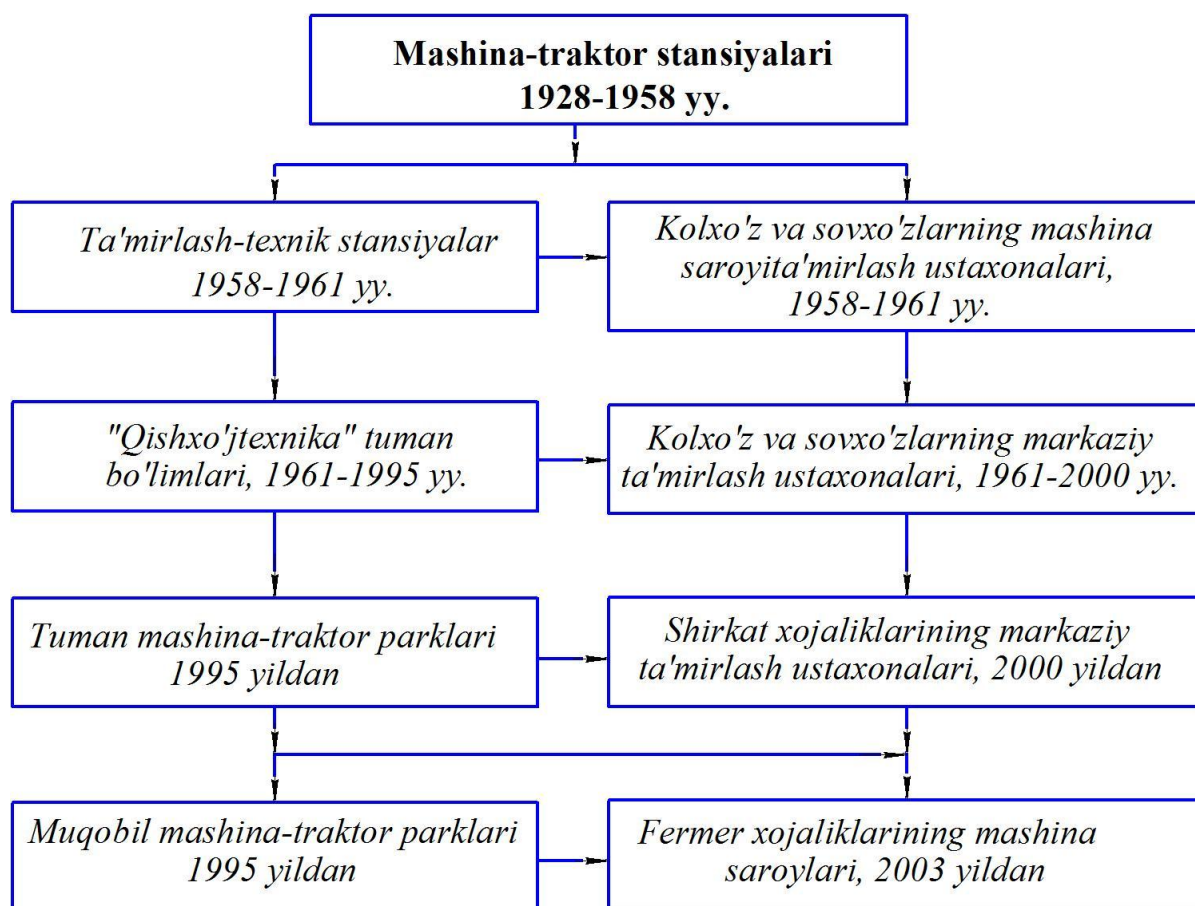 Mashina-traktor stansiyalari
1928-1958 yy.
Ta'mirlash-texnik stansiyalar
1958-1961 yy.
Kolxo'z va sovxo'zlarning mashina
saroyita'mirlash ustaxonalari,
1958-1961 yy.
"Qishxo'jtexnika" tuman
bo'limlari, 1961-1995 yy.
Kolxo'z va sovxo'zlarning markaziy
ta'mirlash ustaxonalari, 1961-2000 yy.
Tuman mashina-traktor parklari
1995 yildan
Shirkat xojaliklarining markaziy
ta'mirlash ustaxonalari, 2000 yildan
Muqobil mashina-traktor parklari
1995 yildan
Fermer xojaliklarining mashina
saroylari, 2003 yildan